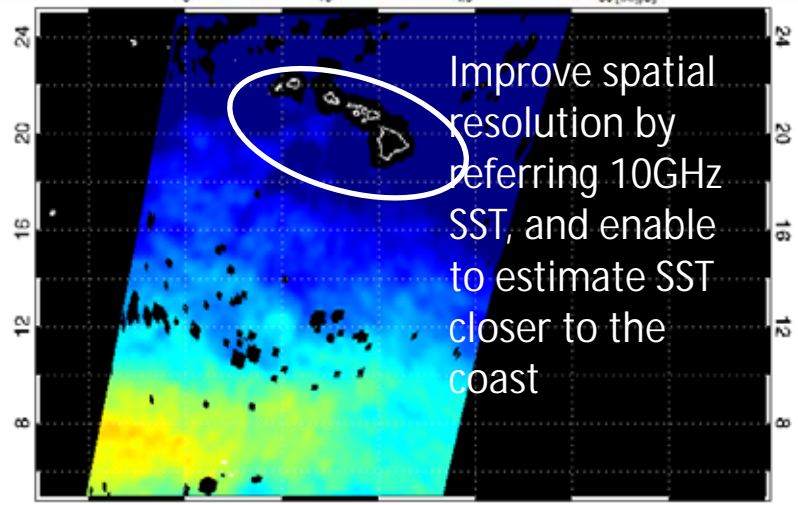 24
24
Improve spatial
resolution by
20
20
referring 10GHz
16
SST, and enable
16
to estimate SST
12
closer to the
12
coast
8
8